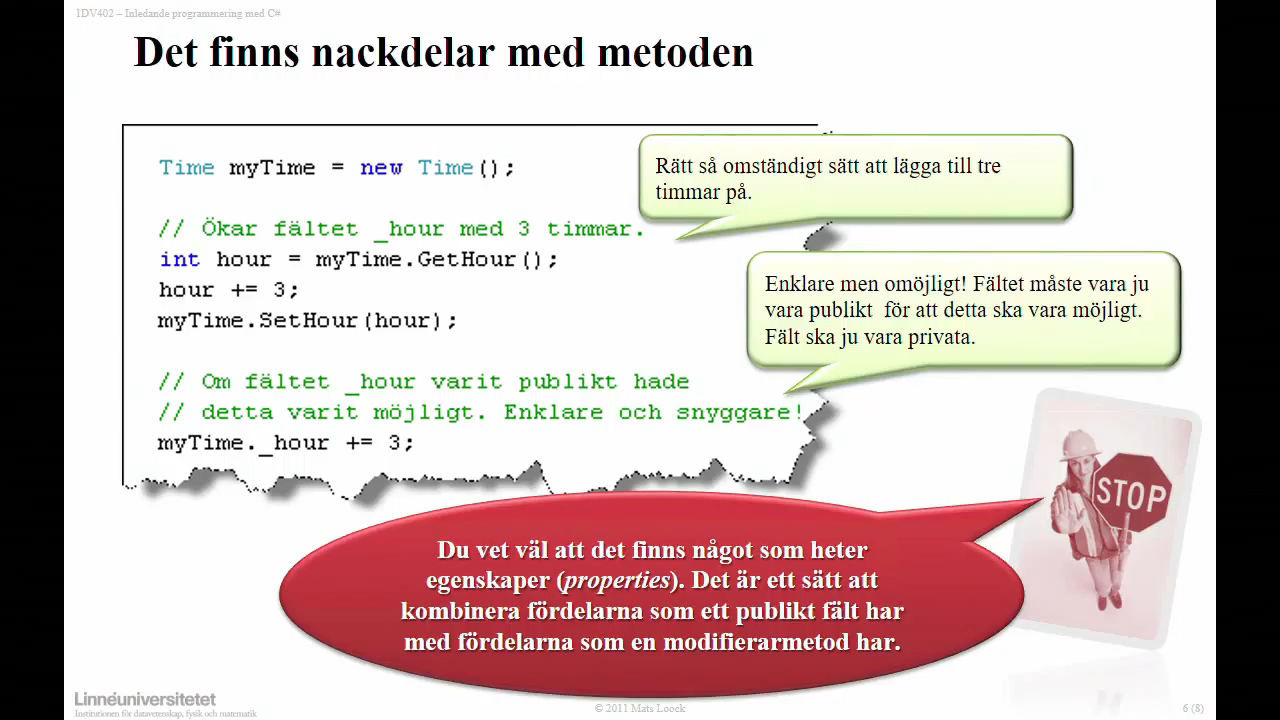 1DV402 – Inledande programmering med C#
Det finns nackdelar med metoden
Time myTime = new Time();
// Ökar fältet _hour med 3 timmar.
int hour = myTime.GetHour();
hour += 3;
myTime.SetHour(hour);
// Om fältet _hour varit publikt hade
// detta varit möjligt. Enklare och snyggare!
myTime._hour += 3;
Rätt så omständigt sätt att lägga till tre
timmar på.
Enklare men omöjligt! Fältet måste vara ju
vara publikt för att detta ska vara möjligt.
Fält ska ju vara privata.
STOP
Du vet väl att det finns något som heter
egenskaper (properties). Det är ett sätt att
kombinera fördelarna som ett publikt fält har
med fördelarna som en modifierarmetod har.
Linnéuniversitetet
Institutionen för datavetenskap, fysik och matematik
© 2011 Mats Loock
6 (8)